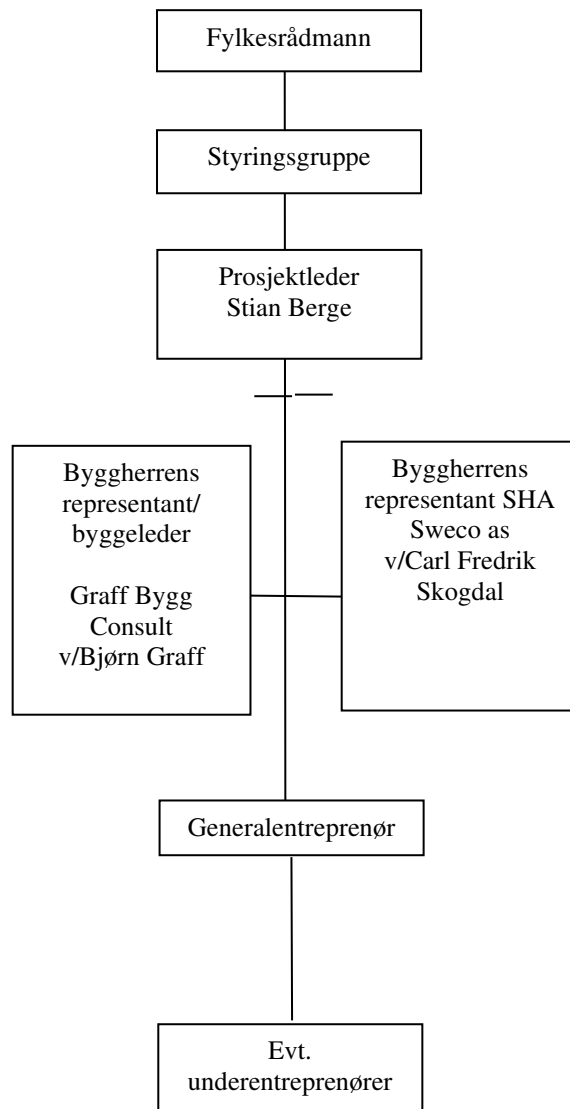 Fylkesrådmann
Styringsgruppe
Prosjektleder
Stian Berge
Byggherrens
representant/
byggeleder
Graff Bygg
Consult
v/Bjørn Graff
Byggherrens
representant SHA
Sweco as
v/Carl Fredrik
Skogdal
Generalentreprenør
Evt.
underentreprenører